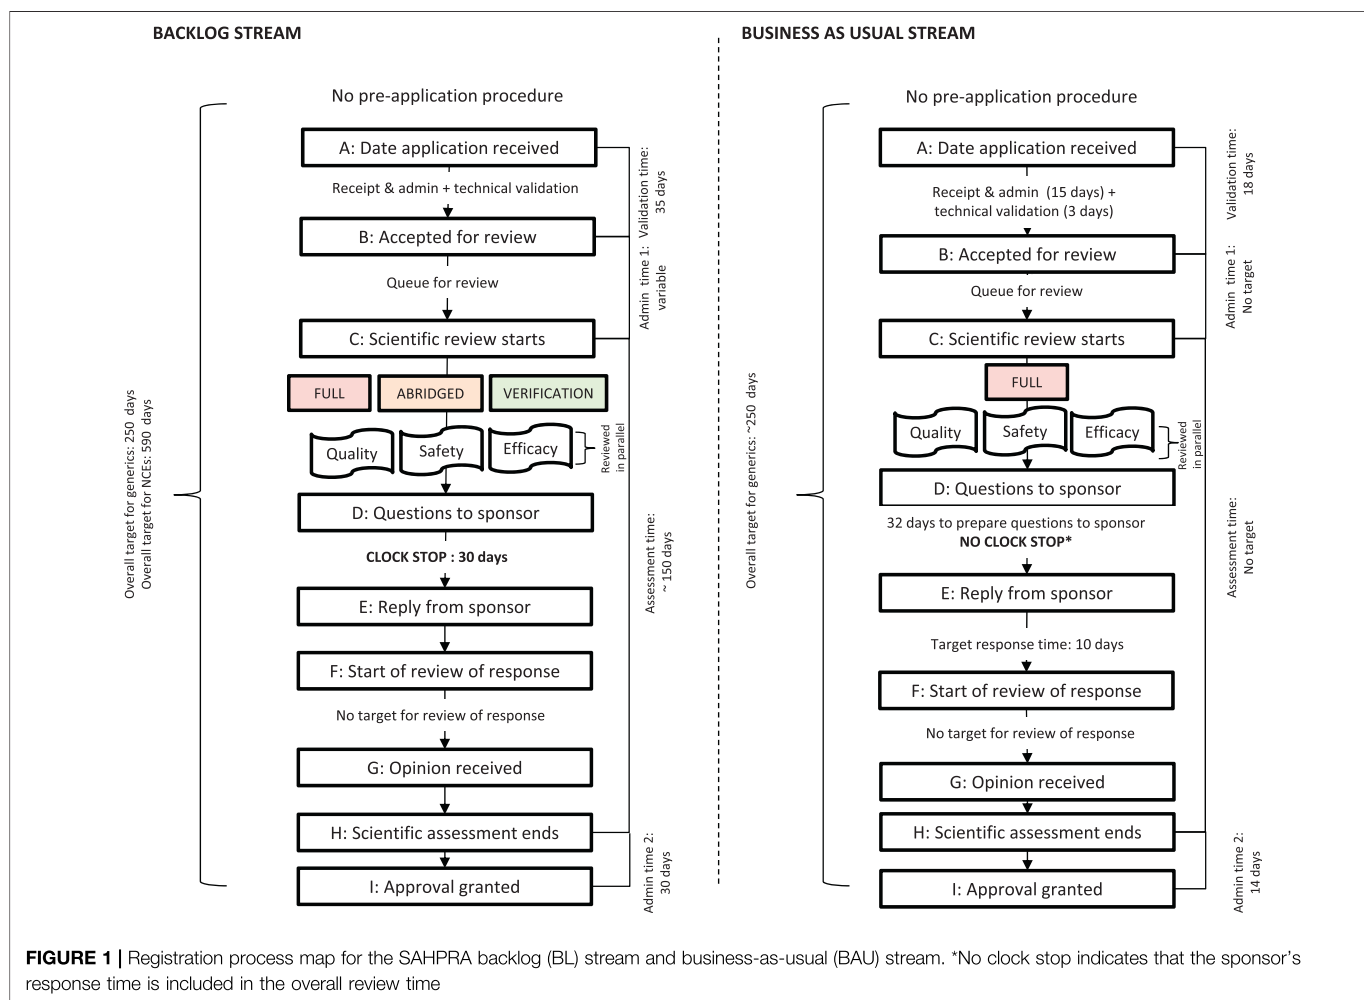 BACKLOG STREAM
No pre-application procedure
A: Date application received
Receipt & admin + technical validation
B: Accepted for review
Queue for review
C: Scientific review starts
FULL
ABRIDGED
VERIFICATION
Quality
Safety
Efficacy
Reviewed
in parallel
D: Questions to sponsor
CLOCK STOP : 30 days
E: Reply from sponsor
F: Start of review of response
No target for review of response
G: Opinion received
H: Scientific assessment ends
I: Approval granted
Overall target for generics: 250 days
Overall target for NCEs: 590 days
Validation time:
35 days
Admin time 1:
variable
Assessment time:
~ 150 days
Admin time 2:
30 days
BUSINESS AS USUAL STREAM
No pre-application procedure
A: Date application received
Receipt & admin (15 days) +
technical validation (3 days)
B: Accepted for review
Queue for review
C: Scientific review starts
FULL
Quality
Safety
Efficacy
Reviewed
in parallel
D: Questions to sponsor
32 days to prepare questions to sponsor
NO CLOCK STOP*
E: Reply from sponsor
Target response time: 10 days
F: Start of review of response
No target for review of response
G: Opinion received
H: Scientific assessment ends
I: Approval granted
Overall target for generics: ~250 days
Validation time:
18 days
Admin time 1:
No target
Assessment time:
No target
Admin time 2:
14 days
FIGURE 1 | Registration process map for the SAHPRA backlog (BL) stream and business-as-usual (BAU) stream. *No clock stop indicates that the sponsor's
response time is included in the overall review time